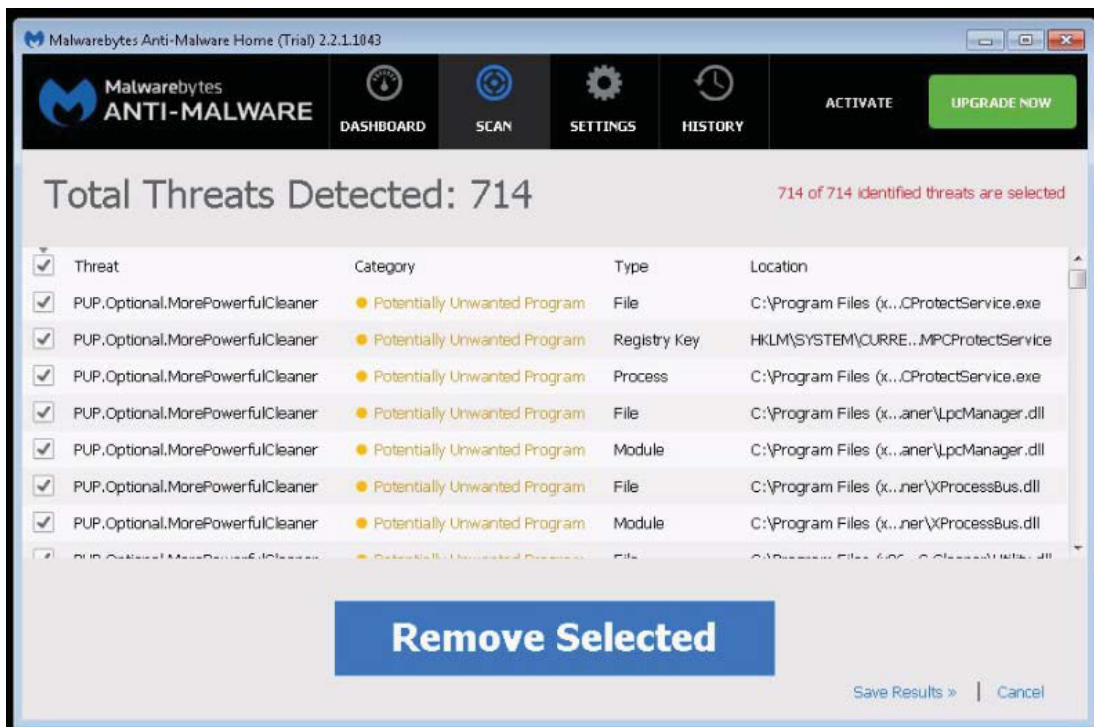 Malwarebytes Anti-Malware Home (Trial) 2.2.1.1043
Malwarebytes
ANTI-MALWARE
DASHBOARD
SCAN
SETTINGS
HISTORY
ACTIVATE
UPGRADE NOW
Total Threats Detected: 714
714 of 714 identified threats are selected
Threat Category Type Location
PUP.Optional.MorePowerfulCleaner Potentially Unwanted Program File C:\Program Files (x...CProtectService.exe
PUP.Optional.MorePowerfulCleaner Potentially Unwanted Program Registry Key HKLM\SYSTEM\CURRE...MPCProtectService
PUP.Optional.MorePowerfulCleaner Potentially Unwanted Program Process C:\Program Files (x...CProtectService.exe
PUP.Optional.MorePowerfulCleaner Potentially Unwanted Program File C:\Program Files (x...aner\LpcManager.dll
PUP.Optional.MorePowerfulCleaner Potentially Unwanted Program Module C:\Program Files (x...aner\LpcManager.dll
PUP.Optional.MorePowerfulCleaner Potentially Unwanted Program File C:\Program Files (x...ner\XProcessBus.dll
PUP.Optional.MorePowerfulCleaner Potentially Unwanted Program Module C:\Program Files (x...ner\XProcessBus.dll
Remove Selected
Save Results »
Cancel